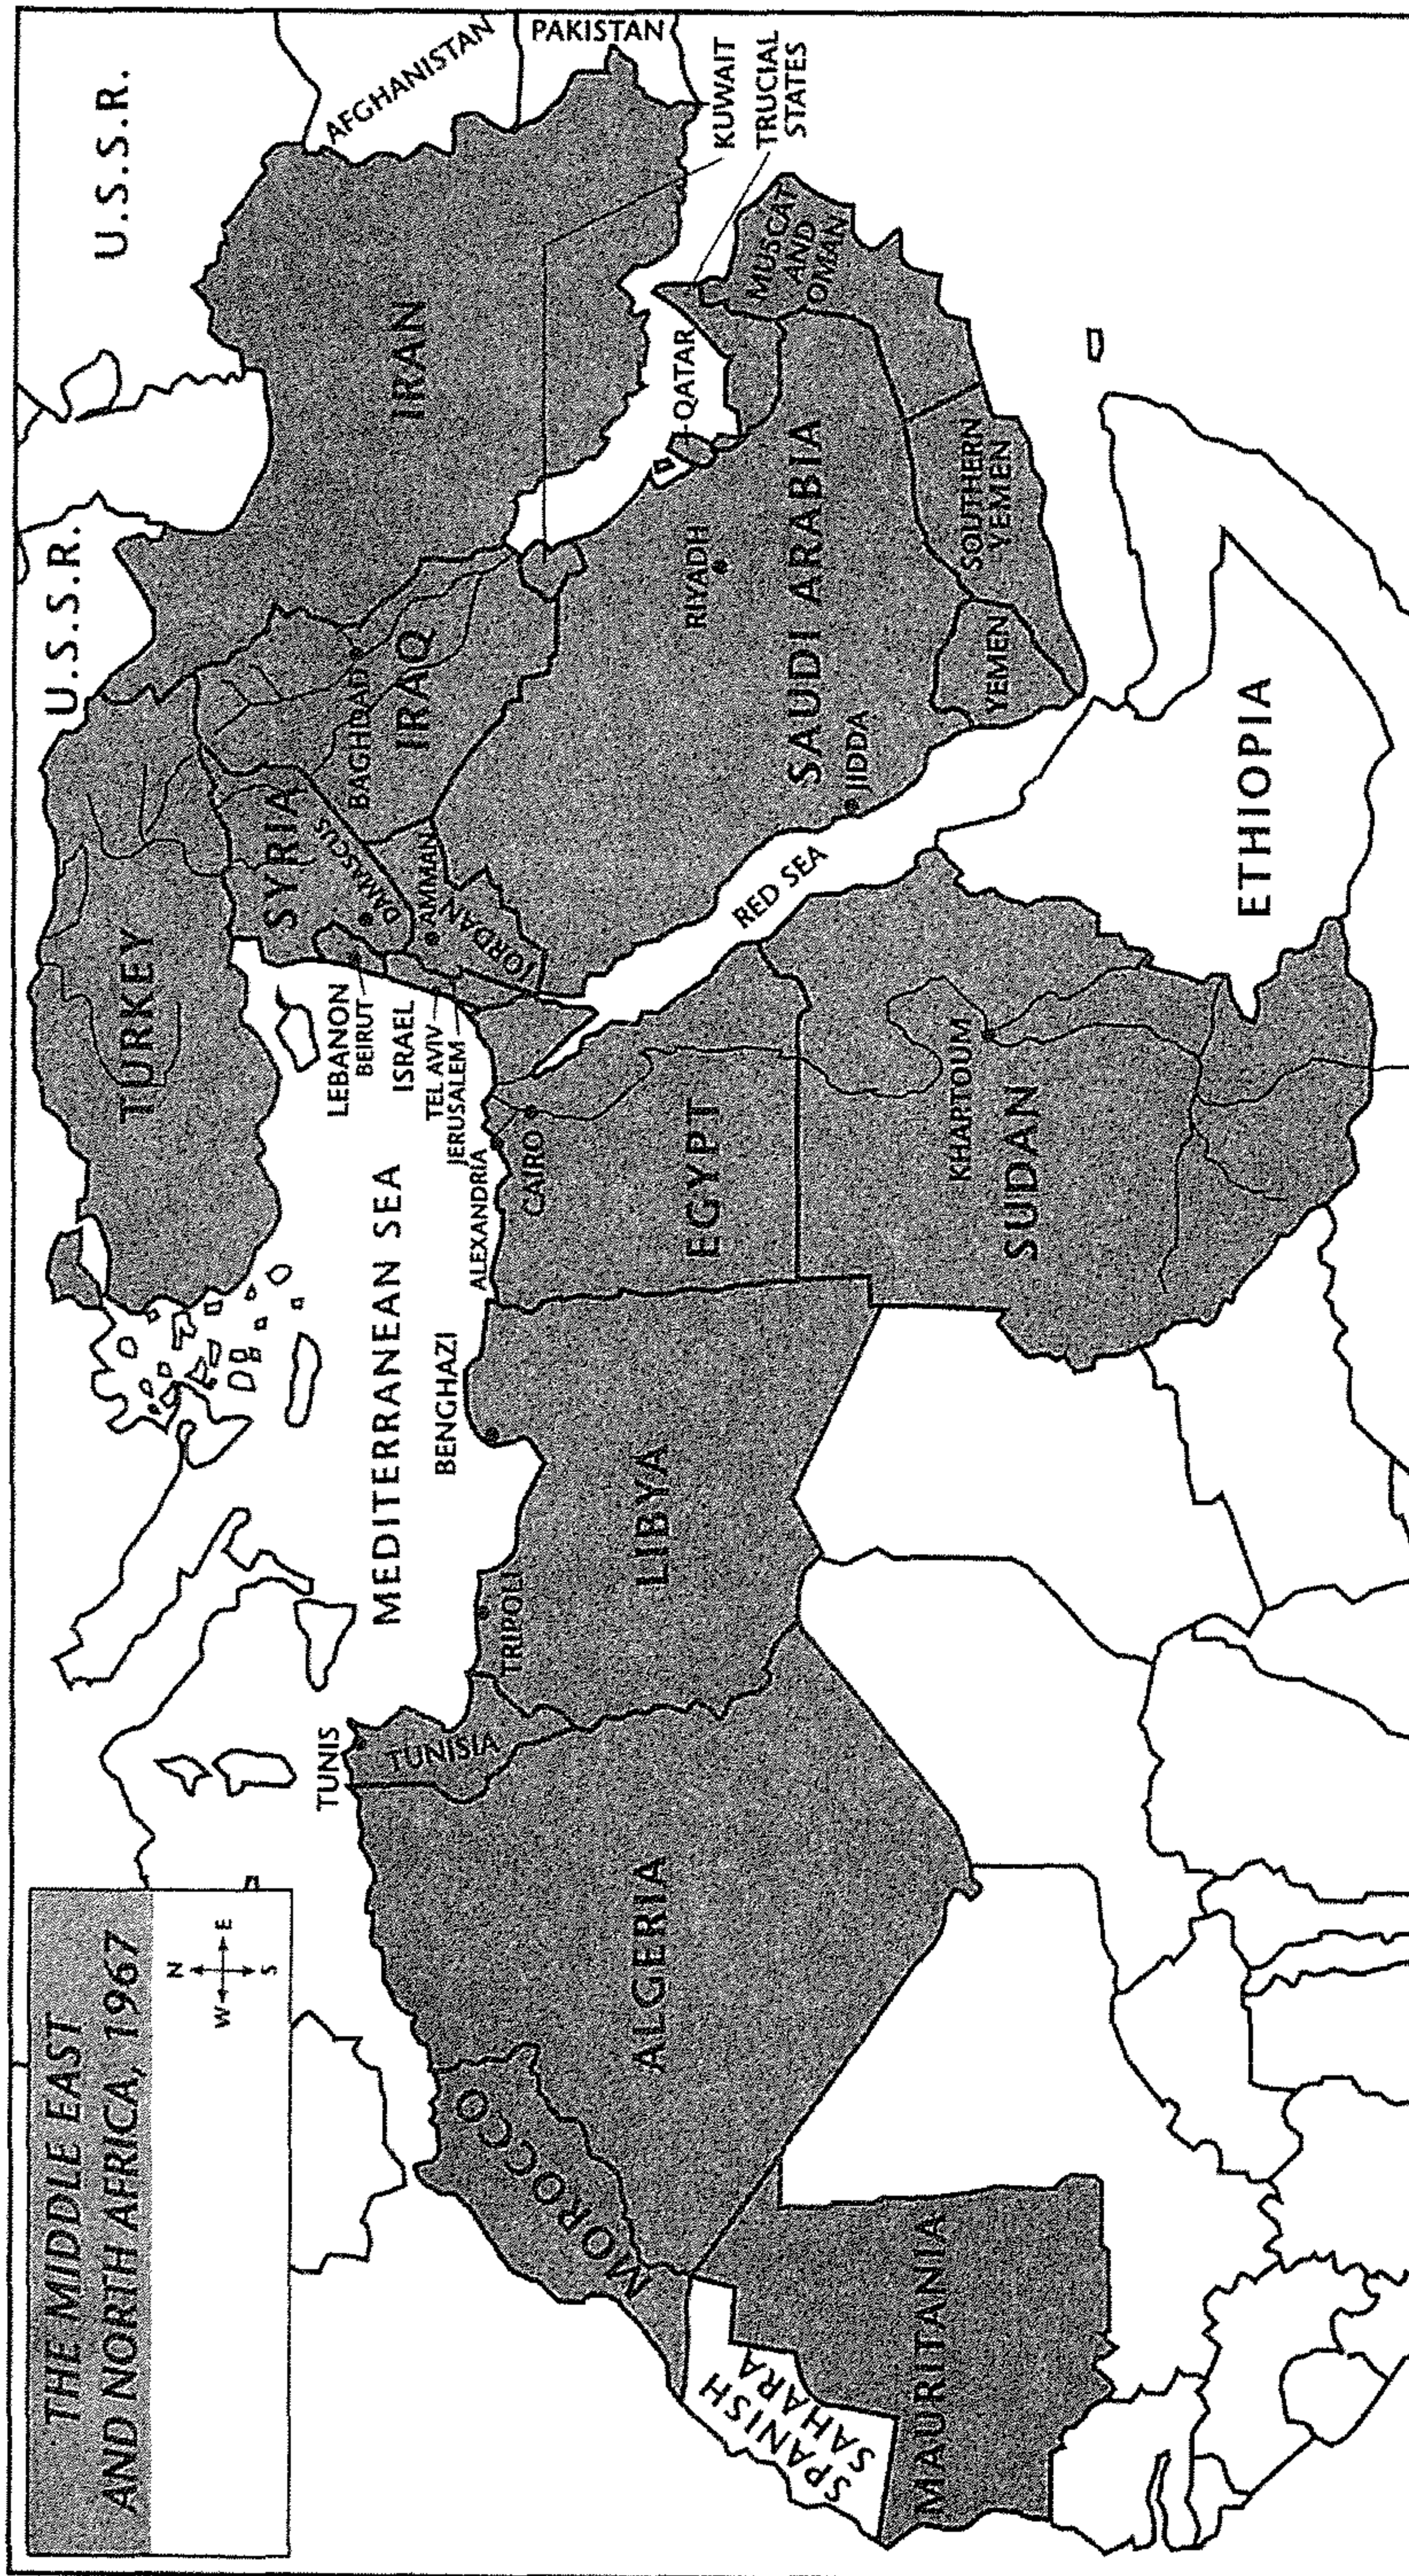 THE MIDDLE EAST
AND NORTH AFRICA, 1967
N
W
E
S
U.S.S.R.
U.S.S.R.
TURKEY
AFGHANISTAN
PAKISTAN
IRAN
SYRIA
DAMASCUS
LEBANON
BEIRUT
ISRAEL
TEL AVIV
JERUSALEM
BAGHDAD
IRAQ
AMMAN
JORDAN
KUWAIT
TRUCIAL
STATES
QATAR
MUSCAT
AND
OMAN
RIYADH
SAUDI ARABIA
JIDDA
SOUTHERN
YEMEN
YEMEN
RED SEA
MEDITERRANEAN SEA
TUNIS
TUNISIA
TRIPOLI
BENGHAZI
LIBYA
ALEXANDRIA
CAIRO
EGYPT
KHARTOUM
SUDAN
ETHIOPIA
MOROCCO
ALGERIA
SPANISH
SAHARA
MAURITANIA